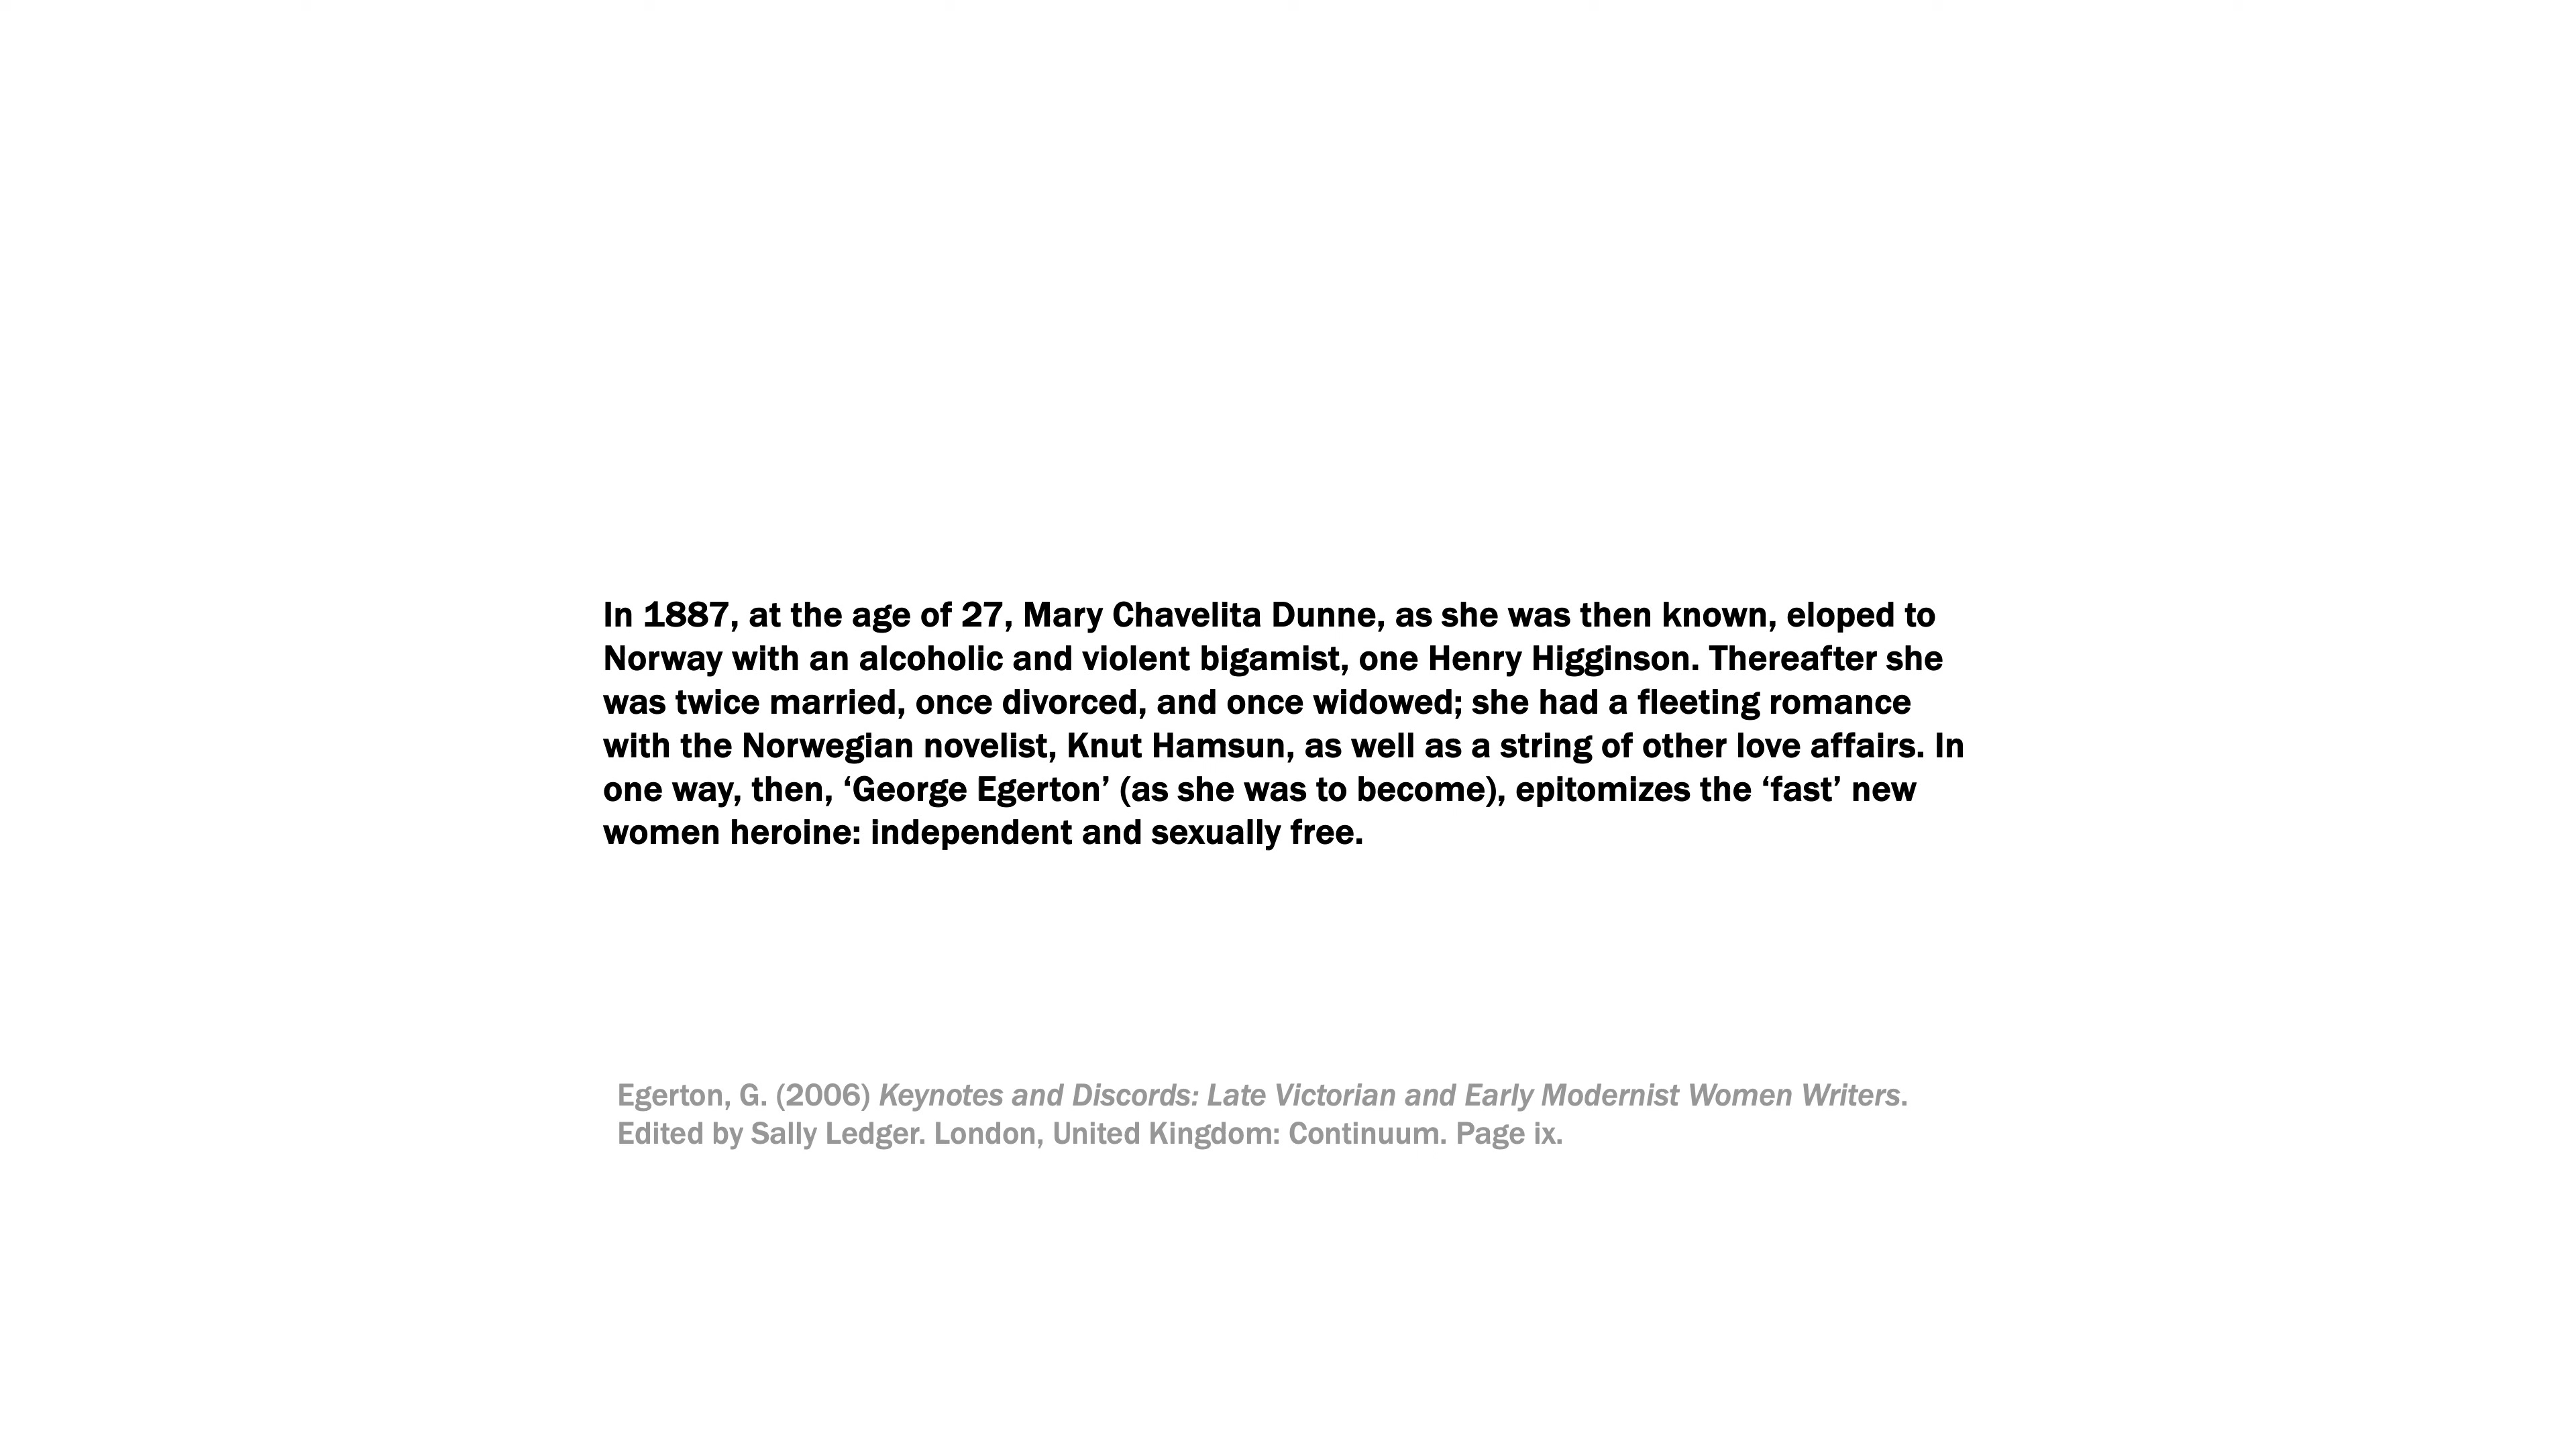 In 1887, at the age of 27, Mary Chavelita Dunne, as she was then known, eloped to
Norway with an alcoholic and violent bigamist, one Henry Higginson. Thereafter she
was twice married, once divorced, and once widowed; she had a fleeting romance
with the Norwegian novelist, Knut Hamsun, as well as a string of other love affairs. In
one way, then, ‘George Egerton’ (as she was to become), epitomizes the ‘fast’ new
women heroine: independent and sexually free.
Egerton, G. (2006) Keynotes and Discords: Late Victorian and Early Modernist Women Writers.
Edited by Sally Ledger. London, United Kingdom: Continuum. Page ix.